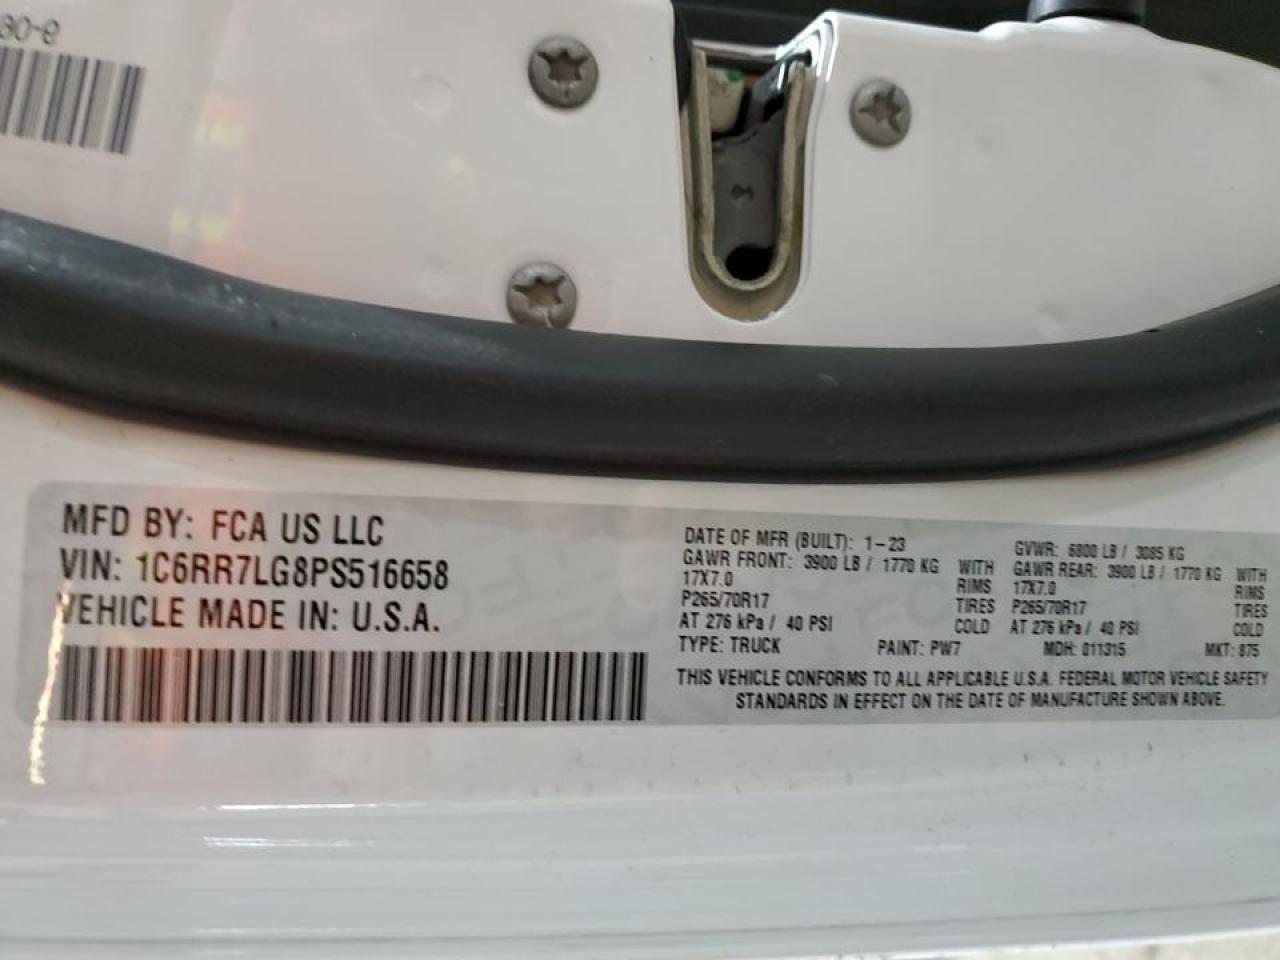 MFD BY: FCA US LLC
VIN: 1C6RR7LG8PS516658
VEHICLE MADE IN: U.S.A.
DATE OF MFR (BUILT): 1-23 GVWR: 6800 LB / 3085 KG
GAWR FRONT: 3900 LB / 1770 KG WITH GAWR REAR: 3900 LB / 1770 KG WITH
17X7.0 RIMS 17X7.0 RIMS
P265/70R17 TIRES P265/70R17 TIRES
AT 276 kPa / 40 PSI COLD AT 276 kPa / 40 PSI COLD
TYPE: TRUCK PAINT: PW7 MDH: 011315 MKT: 875
THIS VEHICLE CONFORMS TO ALL APPLICABLE U.S.A. FEDERAL MOTOR VEHICLE SAFETY
STANDARDS IN EFFECT ON THE DATE OF MANUFACTURE SHOWN ABOVE.